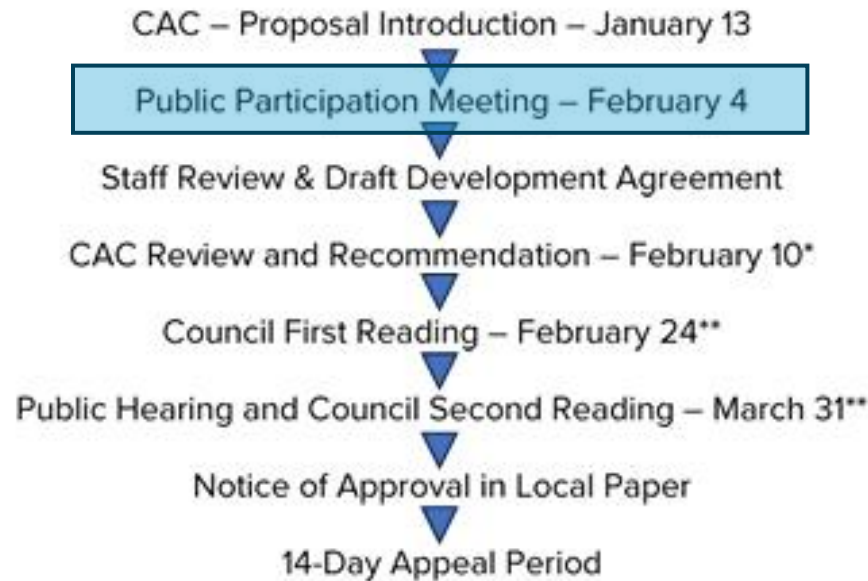 CAC – Proposal Introduction – January 13
Public Participation Meeting – February 4
Staff Review & Draft Development Agreement
CAC Review and Recommendation – February 10*
Council First Reading – February 24**
Public Hearing and Council Second Reading – March 31**
Notice of Approval in Local Paper
14-Day Appeal Period